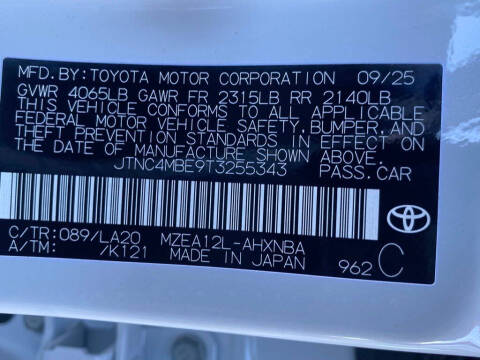 MFD. BY: TOYOTA MOTOR CORPORATION 09/25
GVWR 4065LB GAWR FR 2315LB RR 2140LB
THIS VEHICLE CONFORMS TO ALL APPLICABLE
FEDERAL MOTOR VEHICLE SAFETY, BUMPER, AND
THEFT PREVENTION STANDARDS IN EFFECT ON
THE DATE OF MANUFACTURE SHOWN ABOVE.
JTNC4MBE9T3255343 PASS.CAR
TOYOTA
C/TR: 089/LA20 MZEA12L-AHXNBA
A/TM: /K121 MADE IN JAPAN 962 C